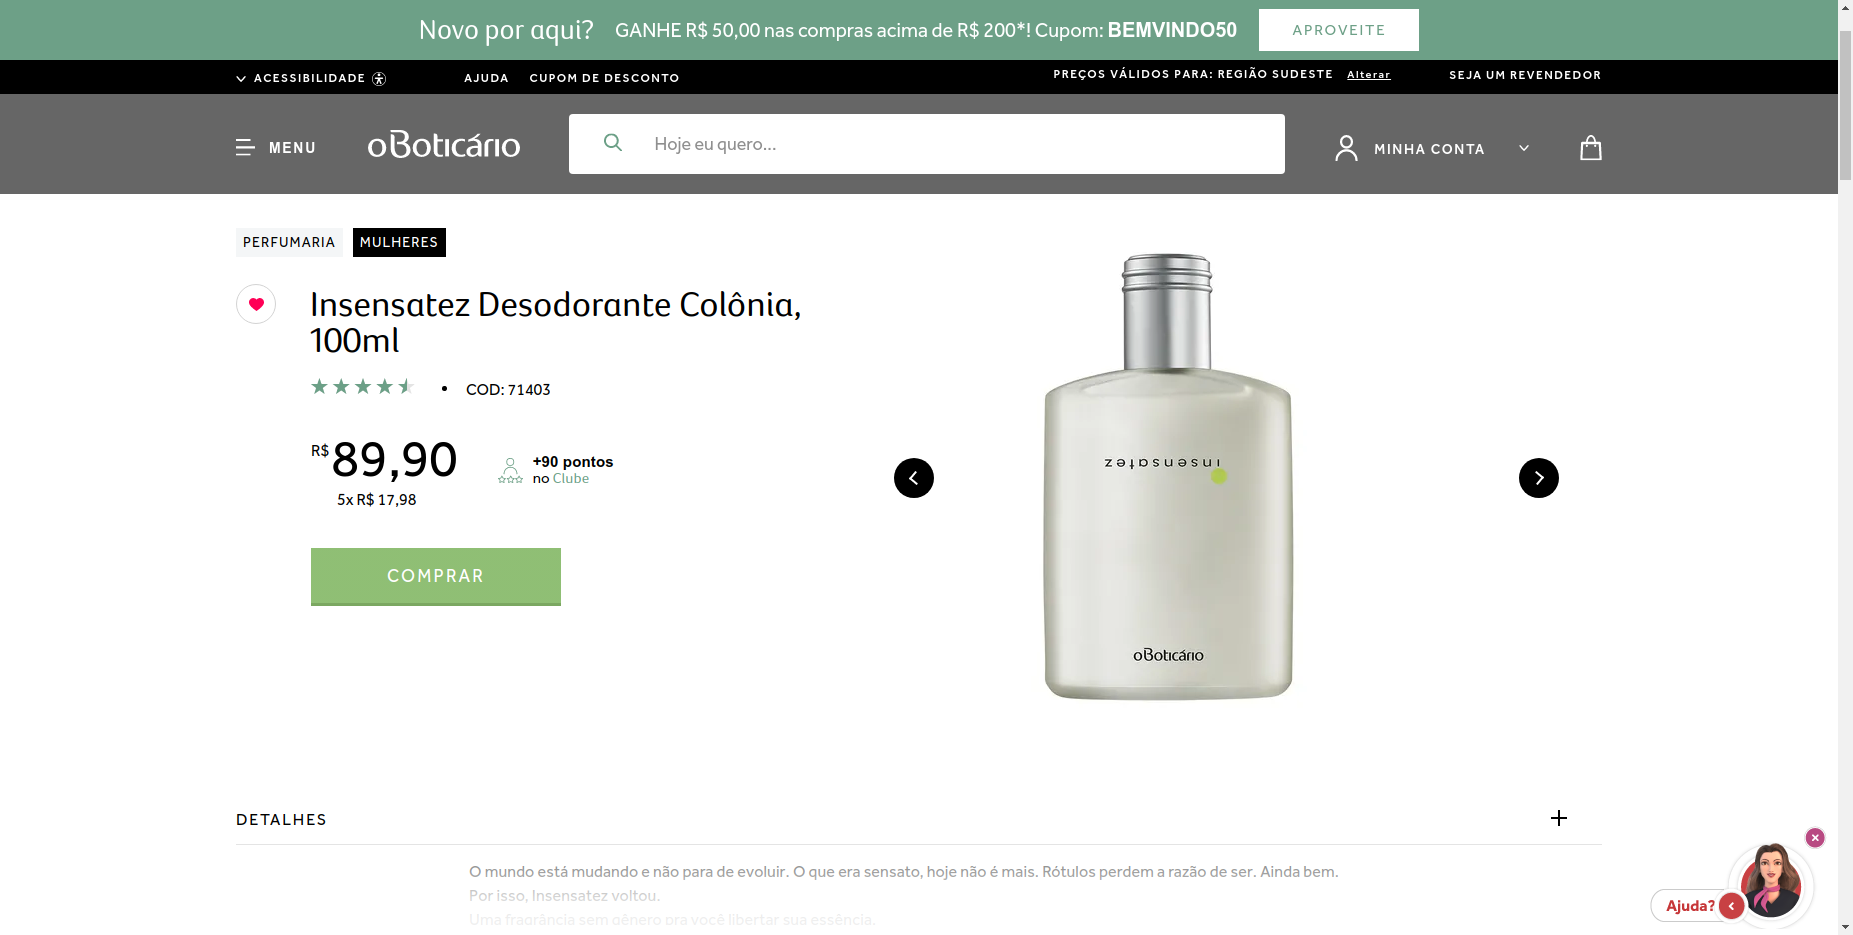 Novo por aqui? GANHE R$ 50,00 nas compras acima de R$ 200*! Cupom: BEMVINDO50 APROVEITE
ACESSIBILIDADE AJUDA CUPOM DE DESCONTO PREÇOS VÁLIDOS PARA: REGIÃO SUDESTE Alterar SEJA UM REVENDEDOR
MENU oBoticário Hoje eu quero... MINHA CONTA
PERFUMARIA MULHERES
Insensatez Desodorante Colônia,
100ml
• COD: 71403
R$ 89,90
5x R$ 17,98
+90 pontos
no Clube
COMPRAR
insensatez
oBoticário
DETALHES +
O mundo está mudando e não para de evoluir. O que era sensato, hoje não é mais. Rótulos perdem a razão de ser. Ainda bem.
Por isso, Insensatez voltou.
Uma fragrância sem gênero pra você libertar sua essência.
Ajuda?